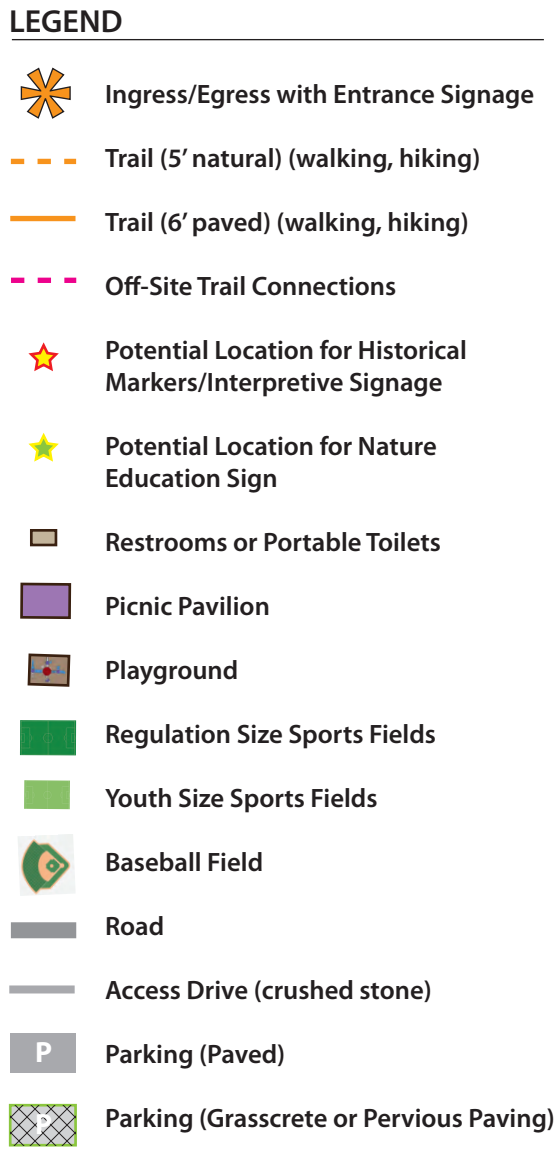 LEGEND
Ingress/Egress with Entrance Signage
Trail (5’ natural) (walking, hiking)
Trail (6’ paved) (walking, hiking)
Off-Site Trail Connections
Potential Location for Historical
Markers/Interpretive Signage
Potential Location for Nature
Education Sign
Restrooms or Portable Toilets
Picnic Pavilion
Playground
Regulation Size Sports Fields
Youth Size Sports Fields
Baseball Field
Road
Access Drive (crushed stone)
P Parking (Paved)
P Parking (Grasscrete or Pervious Paving)